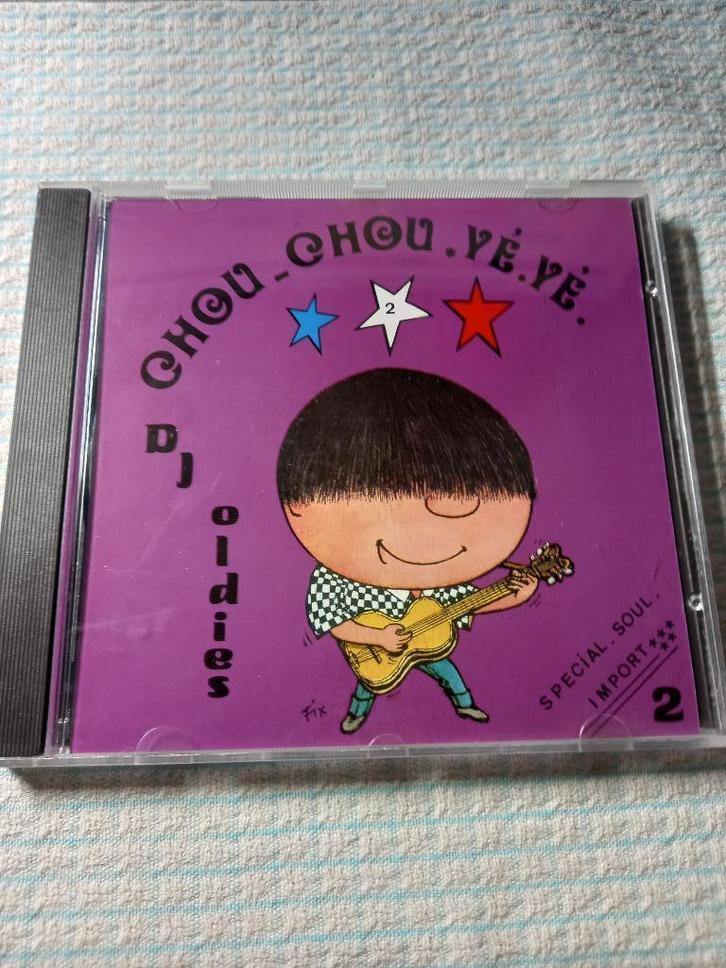 CHOU-CHOU.YÉ.YÉ.
2
DJ
oldies
Fix
SPECiAL.SOUL.
IMPORT
2